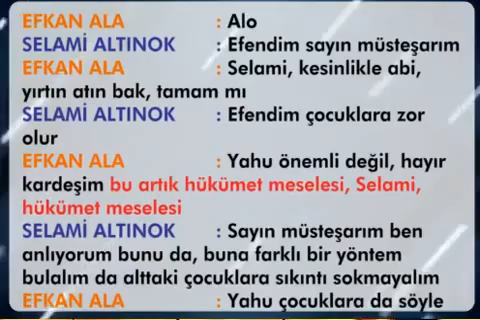 EFKAN ALA : Alo
SELAMİ ALTINOK : Efendim sayın müsteşarım
EFKAN ALA : Selami, kesinlikle abi,
yırtın atın bak, tamam mı
SELAMİ ALTINOK : Efendim çocuklara zor
olur
EFKAN ALA : Yahu önemli değil, hayır
kardeşim bu artık hükümet meselesi, Selami,
hükümet meselesi
SELAMİ ALTINOK : Sayın müsteşarım ben
anlıyorum bunu da, buna farklı bir yöntem
bulalım da alttaki çocuklara sıkıntı sokmayalım
EFKAN ALA : Yahu çocuklara da söyle